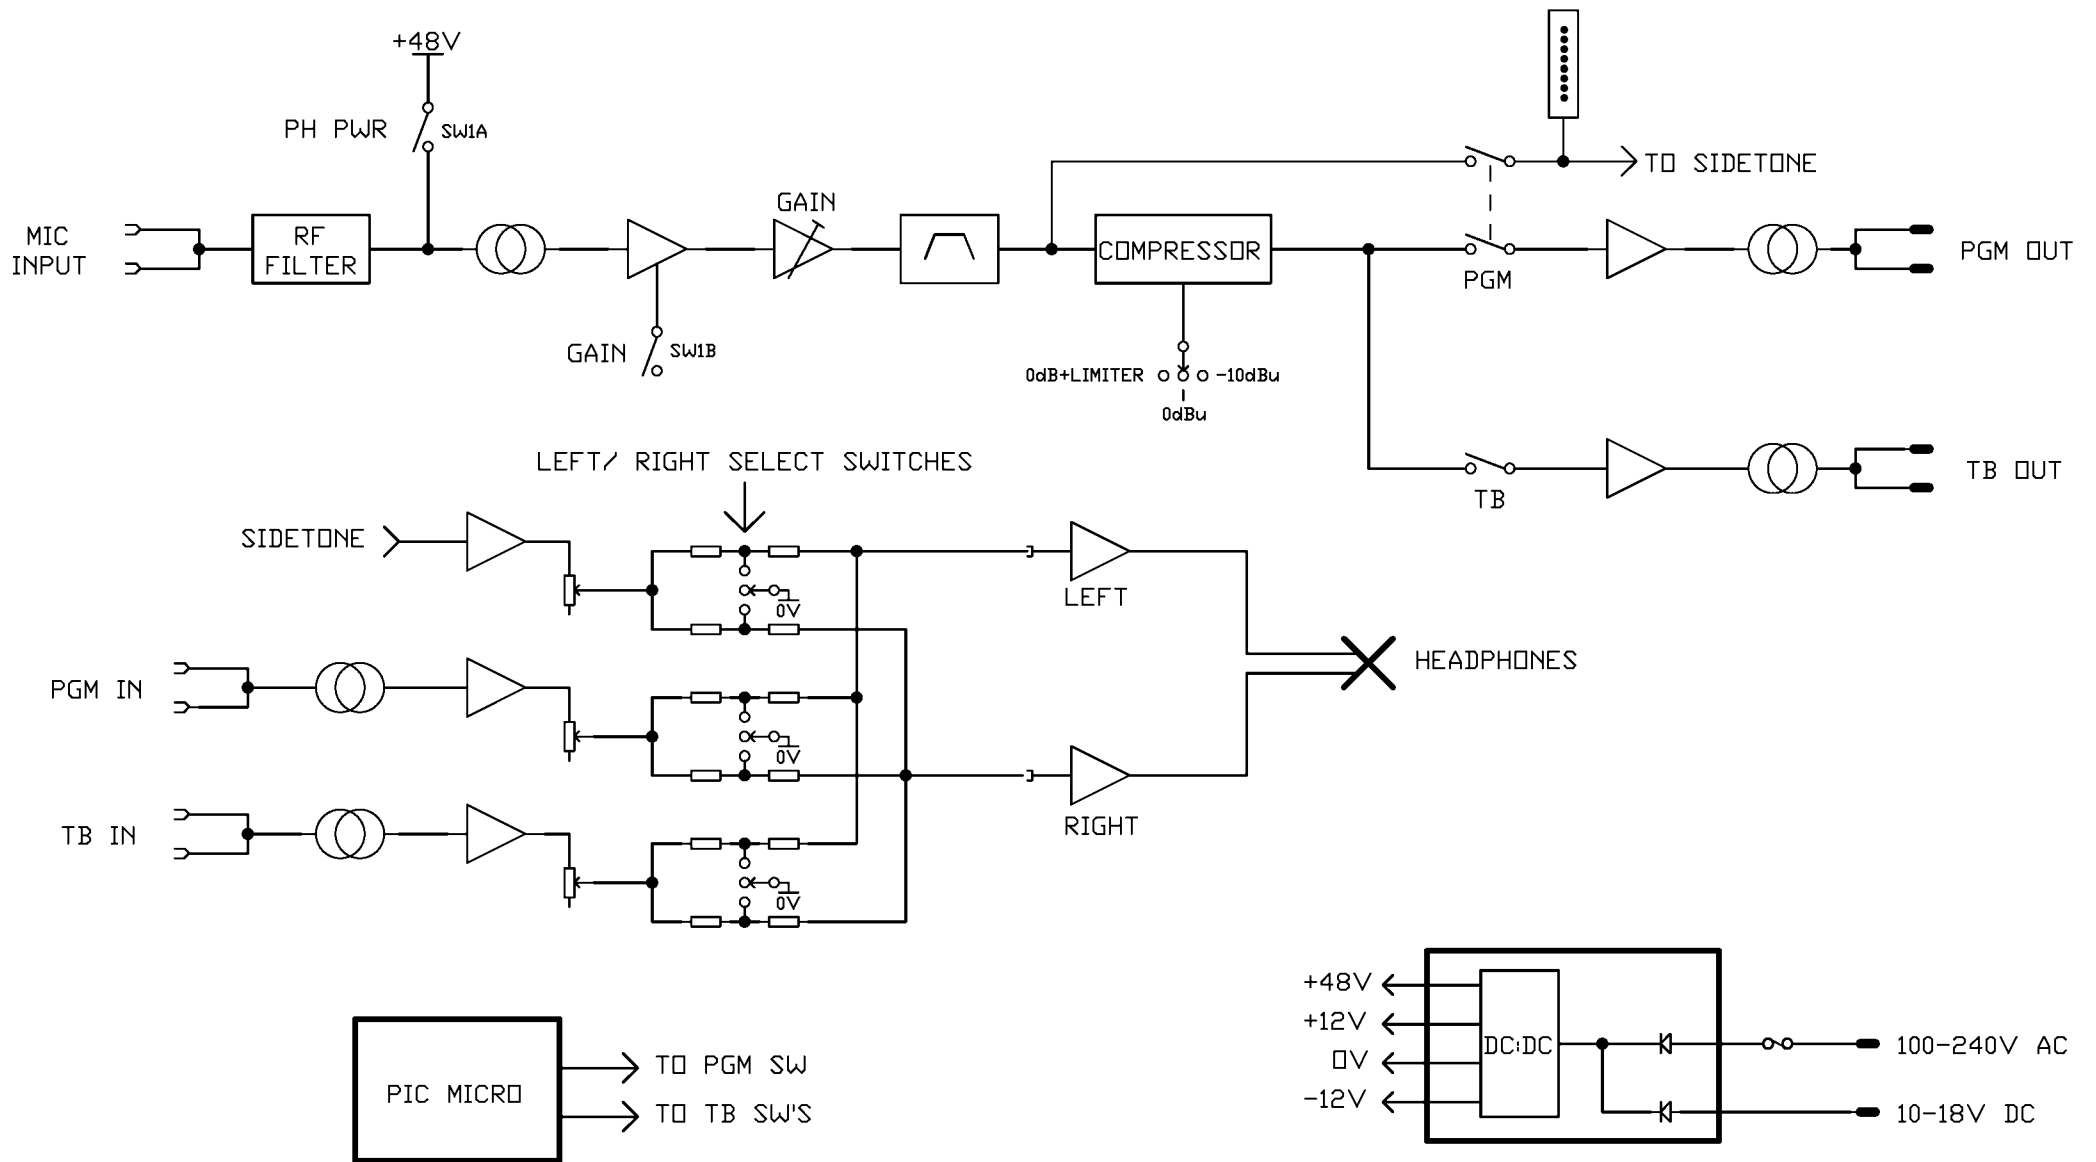 +48V
PH PWR
SW1A
MIC
INPUT
RF
FILTER
GAIN
SW1B
GAIN
COMPRESSOR
0dB+LIMITER
-10dBu
0dBu
TO SIDETONE
PGM
PGM OUT
TB
TB OUT
LEFT/ RIGHT SELECT SWITCHES
SIDETONE
0V
LEFT
PGM IN
0V
HEADPHONES
RIGHT
TB IN
0V
PIC MICRO
TO PGM SW
TO TB SW'S
+48V
+12V
0V
-12V
DC:DC
100-240V AC
10-18V DC